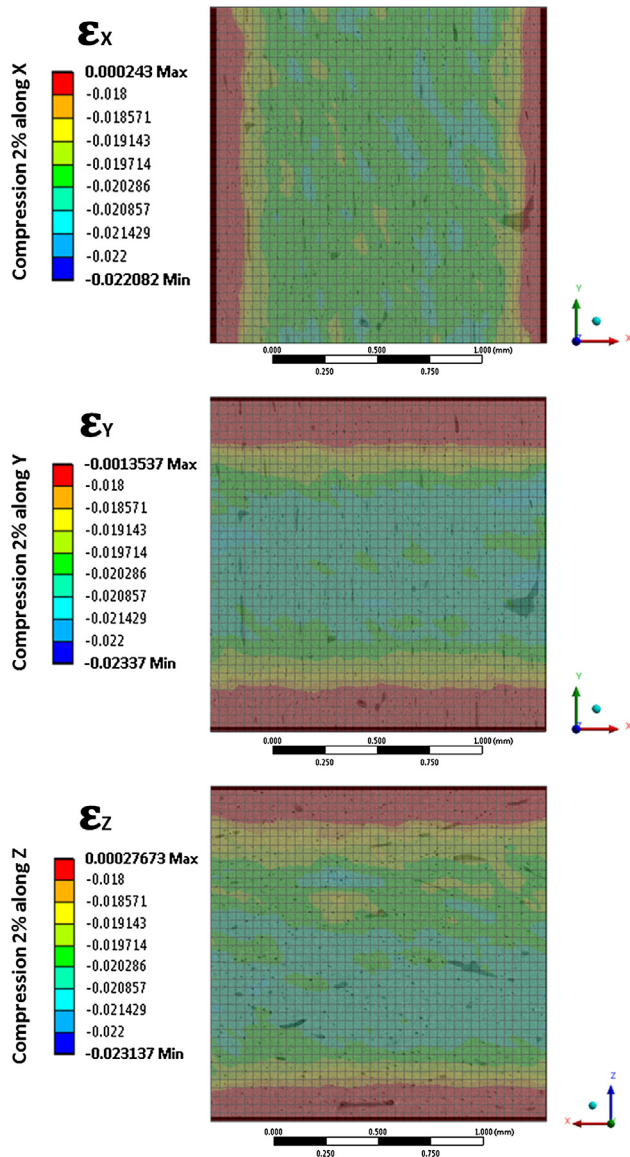 εX
Compression 2% along X
0.000243 Max
-0.018
-0.018571
-0.019143
-0.019714
-0.020286
-0.020857
-0.021429
-0.022
-0.022082 Min
0.000 0.500 1.000 (mm)
0.250 0.750
Y
Z X
εY
Compression 2% along Y
-0.0013537 Max
-0.018
-0.018571
-0.019143
-0.019714
-0.020286
-0.020857
-0.021429
-0.022
-0.02337 Min
0.000 0.500 1.000 (mm)
0.250 0.750
Y
Z X
εZ
Compression 2% along Z
0.00027673 Max
-0.018
-0.018571
-0.019143
-0.019714
-0.020286
-0.020857
-0.021429
-0.022
-0.023137 Min
0.000 0.500 1.000 (mm)
0.250 0.750
Z
X Y